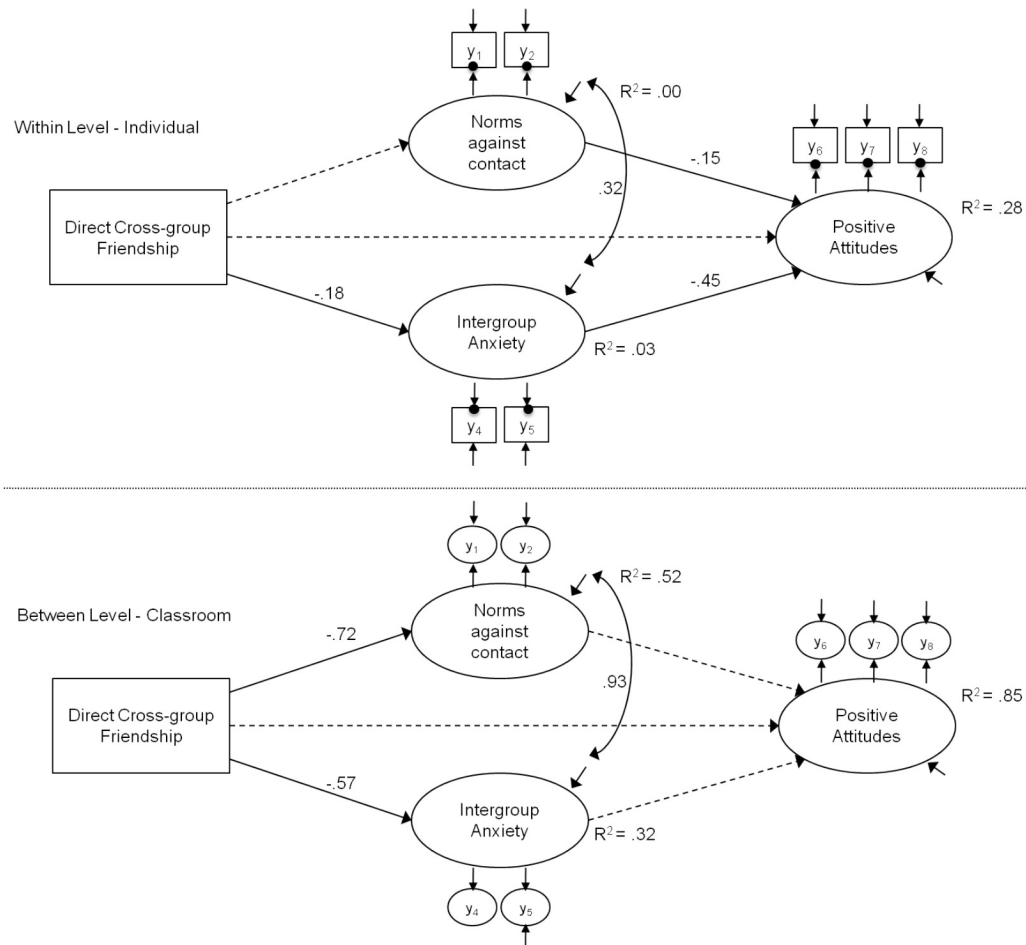 y₁
y₂
R² = .00
Within Level - Individual
Norms
against
contact
-.15
y₆
y₇
y₈
.32
R² = .28
Direct Cross-group
Friendship
Positive
Attitudes
-.18
-.45
Intergroup
Anxiety
R² = .03
y₄
y₅
y₁
y₂
R² = .52
Between Level - Classroom
Norms
against
contact
-.72
y₆
y₇
y₈
.93
R² = .85
Direct Cross-group
Friendship
Positive
Attitudes
-.57
Intergroup
Anxiety
R² = .32
y₄
y₅